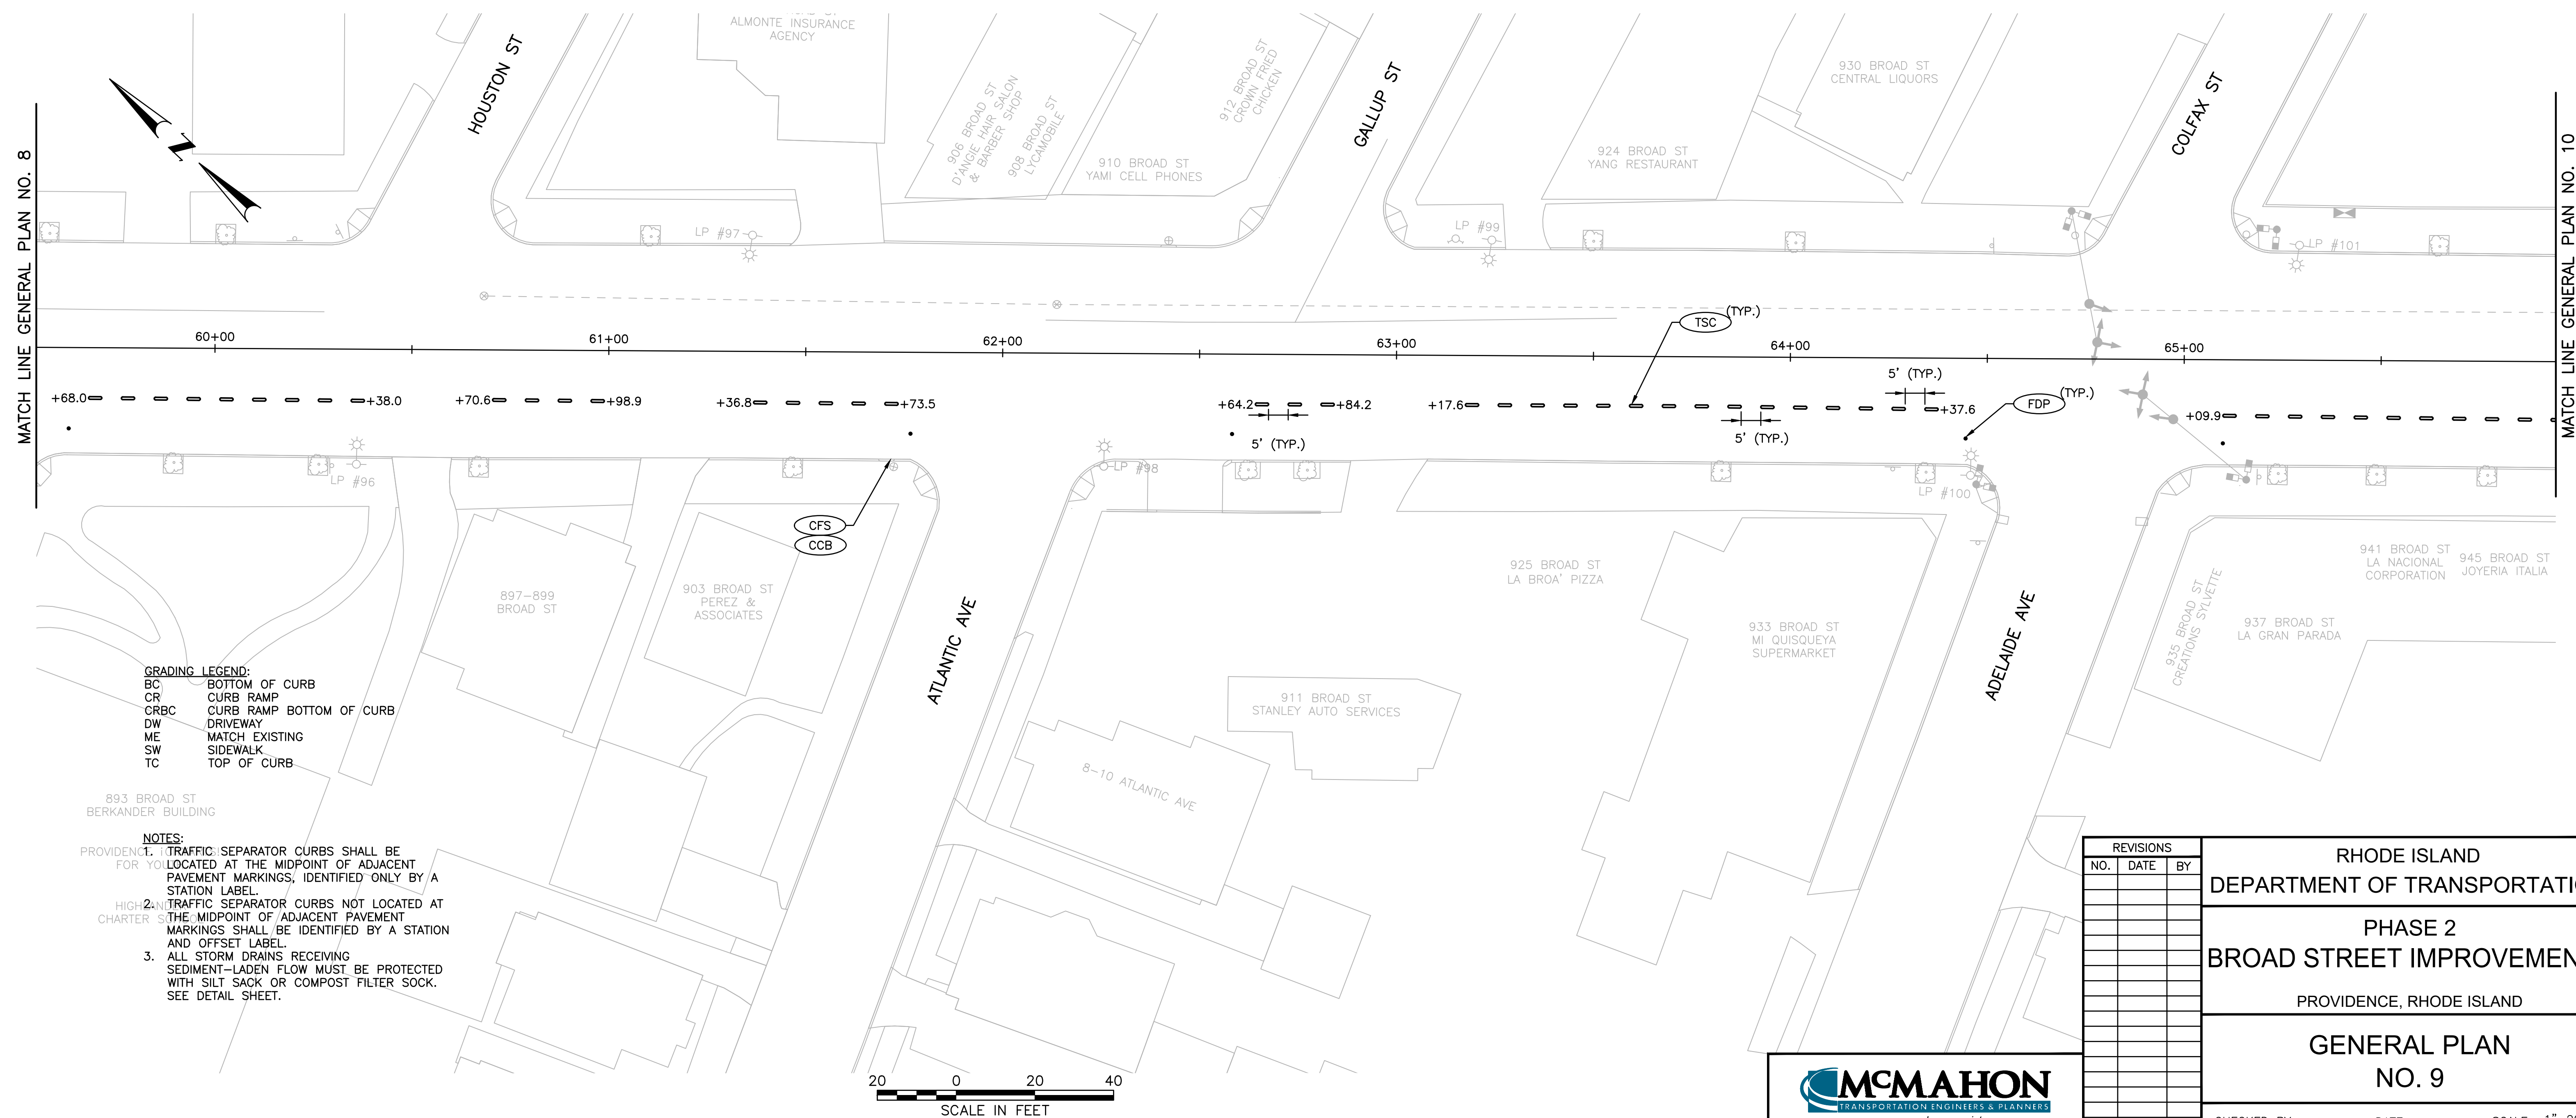 ALMONTE INSURANCE
AGENCY
HOUSTON ST
906 BROAD ST
D'ANGIE HAIR SALON
& BARBER SHOP
908 BROAD ST
LYCAMOBILE
910 BROAD ST
YAMI CELL PHONES
912 BROAD ST
CROWN FRIED
CHICKEN
GALLUP ST
924 BROAD ST
YANG RESTAURANT
930 BROAD ST
CENTRAL LIQUORS
COLFAX ST
MATCH LINE GENERAL PLAN NO. 8
MATCH LINE GENERAL PLAN NO. 10
N
LP #97
LP #99
LP #101
60+00
61+00
62+00
63+00
64+00
65+00
TSC
(TYP.)
5' (TYP.)
FDP
(TYP.)
+68.0
+38.0
+70.6
+98.9
+36.8
+73.5
+64.2
+84.2
+17.6
+37.6
+09.9
5' (TYP.)
5' (TYP.)
LP #96
LP #98
LP #100
CFS
CCB
897-899
BROAD ST
903 BROAD ST
PEREZ &
ASSOCIATES
ATLANTIC AVE
925 BROAD ST
LA BROA' PIZZA
933 BROAD ST
MI QUISQUEYA
SUPERMARKET
ADELAIDE AVE
935 BROAD ST
CREATIONS SYLVETTE
937 BROAD ST
LA GRAN PARADA
941 BROAD ST
LA NACIONAL
CORPORATION
945 BROAD ST
JOYERIA ITALIA
911 BROAD ST
STANLEY AUTO SERVICES
8-10 ATLANTIC AVE
GRADING LEGEND:
BC BOTTOM OF CURB
CR CURB RAMP
CRBC CURB RAMP BOTTOM OF CURB
DW DRIVEWAY
ME MATCH EXISTING
SW SIDEWALK
TC TOP OF CURB
893 BROAD ST
BERKANDER BUILDING
PROVIDENCE
FOR
CHARTER
NOTES:
1. TRAFFIC SEPARATOR CURBS SHALL BE
LOCATED AT THE MIDPOINT OF ADJACENT
PAVEMENT MARKINGS, IDENTIFIED ONLY BY A
STATION LABEL.
2. TRAFFIC SEPARATOR CURBS NOT LOCATED AT
THE MIDPOINT OF ADJACENT PAVEMENT
MARKINGS SHALL BE IDENTIFIED BY A STATION
AND OFFSET LABEL.
3. ALL STORM DRAINS RECEIVING
SEDIMENT-LADEN FLOW MUST BE PROTECTED
WITH SILT SACK OR COMPOST FILTER SOCK.
SEE DETAIL SHEET.
20 0 20 40
SCALE IN FEET
McMAHON
TRANSPORTATION ENGINEERS & PLANNERS
REVISIONS
NO. DATE BY
RHODE ISLAND
DEPARTMENT OF TRANSPORTATI
PHASE 2
BROAD STREET IMPROVEMEN
PROVIDENCE, RHODE ISLAND
GENERAL PLAN
NO. 9